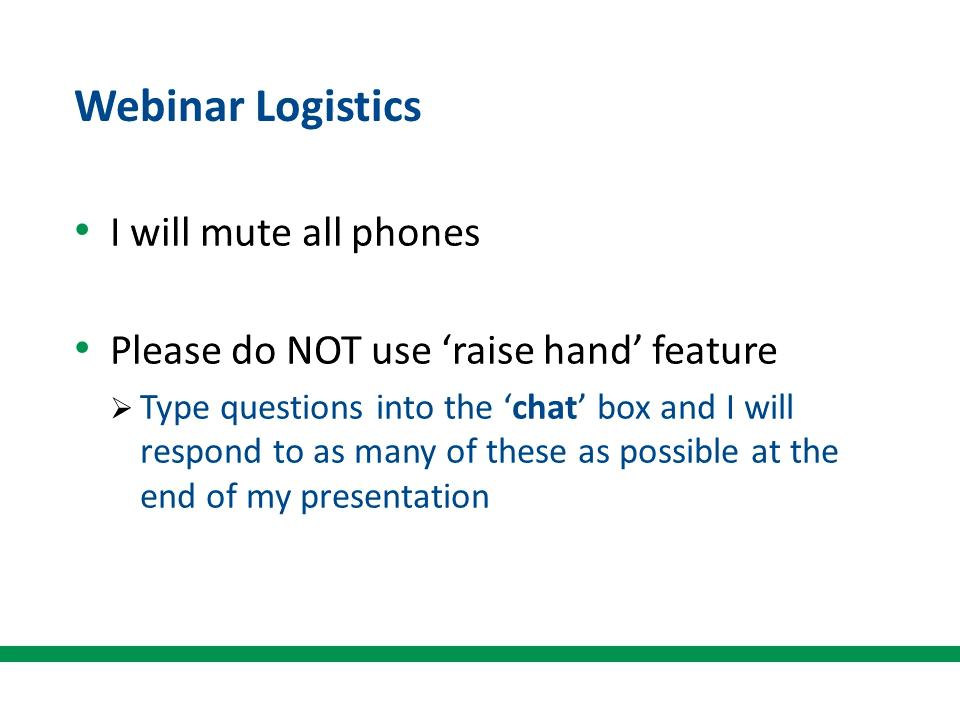 Webinar Logistics
• I will mute all phones
• Please do NOT use ‘raise hand’ feature
➢ Type questions into the ‘chat’ box and I will
respond to as many of these as possible at the
end of my presentation